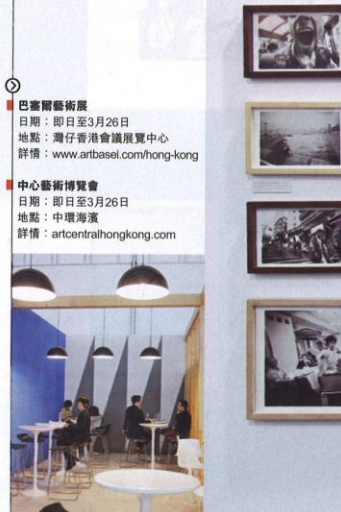 巴塞爾藝術展
日期：即日至3月26日
地點：灣仔香港會議展覽中心
詳情：www.artbasel.com/hong-kong
中心藝術博覽會
日期：即日至3月26日
地點：中環海濱
詳情：artcentralhongkong.com